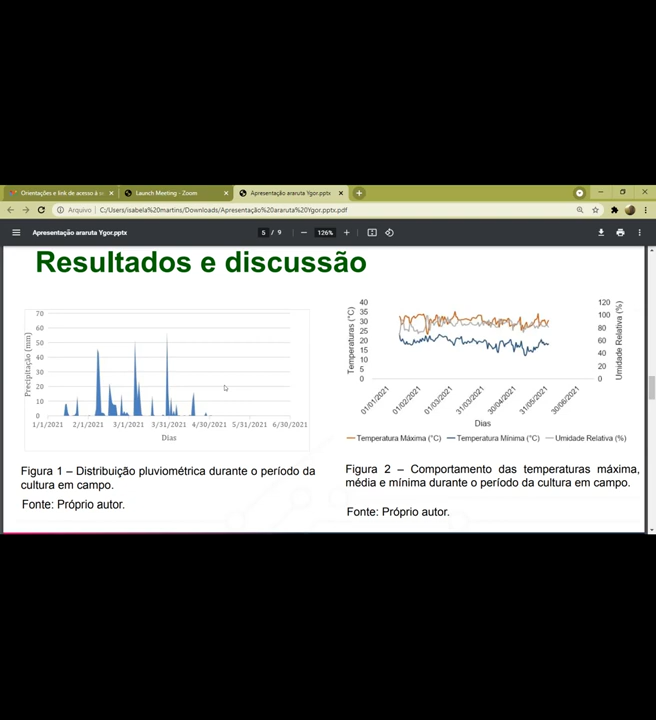 Orientações e link de acesso à s
Launch Meeting - Zoom
Apresentação araruta Ygor.pptx
Arquivo | C:/Users/isabela%20martins/Downloads/Apresentação%20araruta%20Ygor.pptx.pdf
Apresentação araruta Ygor.pptx
5 / 9
126%
Resultados e discussão
Precipitação (mm)
70
60
50
40
30
20
10
0
1/1/2021 2/1/2021 3/1/2021 3/31/2021 4/30/2021 5/31/2021 6/30/2021
Dias
Figura 1 – Distribuição pluviométrica durante o período da
cultura em campo.
Fonte: Próprio autor.
Temperaturas (°C)
40
35
30
25
20
15
10
5
0
120
100
80
60
40
20
0
Umidade Relativa (%)
01/01/2021 01/02/2021 01/03/2021 31/03/2021 30/04/2021 31/05/2021 30/06/2021
Dias
Temperatura Máxima (°C) Temperatura Mínima (°C) Umidade Relativa (%)
Figura 2 – Comportamento das temperaturas máxima,
média e mínima durante o período da cultura em campo.
Fonte: Próprio autor.